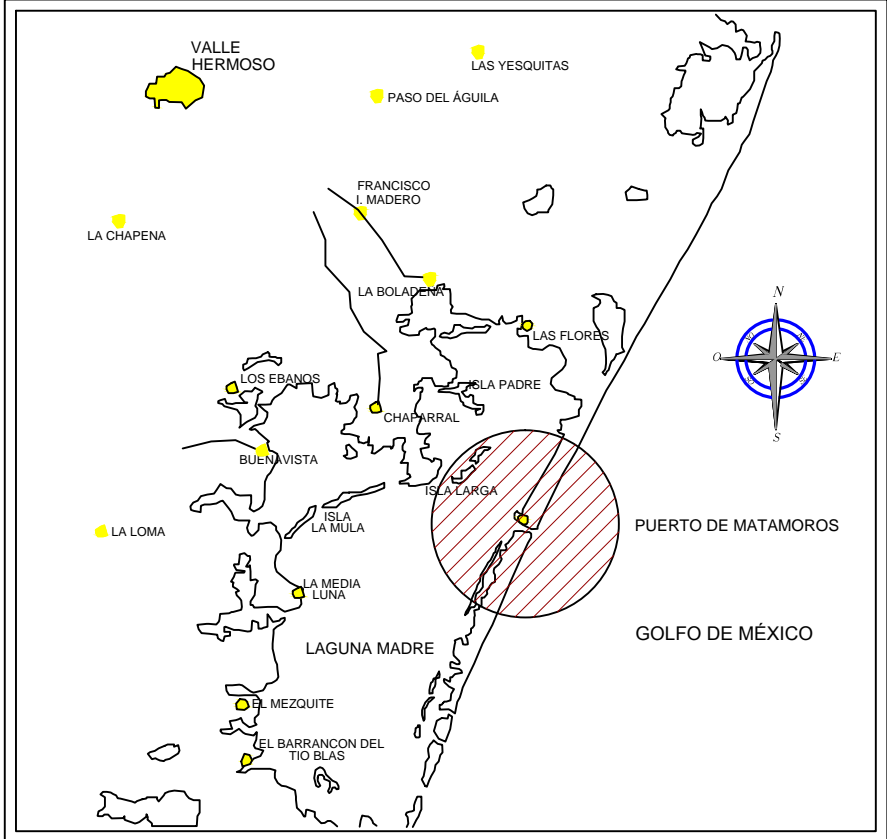 VALLE
HERMOSO
LAS YESQUITAS
PASO DEL ÁGUILA
FRANCISCO
I. MADERO
LA CHAPENA
LA BOLADEÑA
N
LAS FLORES
O
E
S
LOS EBANOS
ISLA PADRE
CHAPARRAL
BUENAVISTA
ISLA LARGA
ISLA
LA MULA
LA LOMA
PUERTO DE MATAMOROS
LA MEDIA
LUNA
LAGUNA MADRE
GOLFO DE MÉXICO
EL MEZQUITE
EL BARRANCON DEL
TIO BLAS